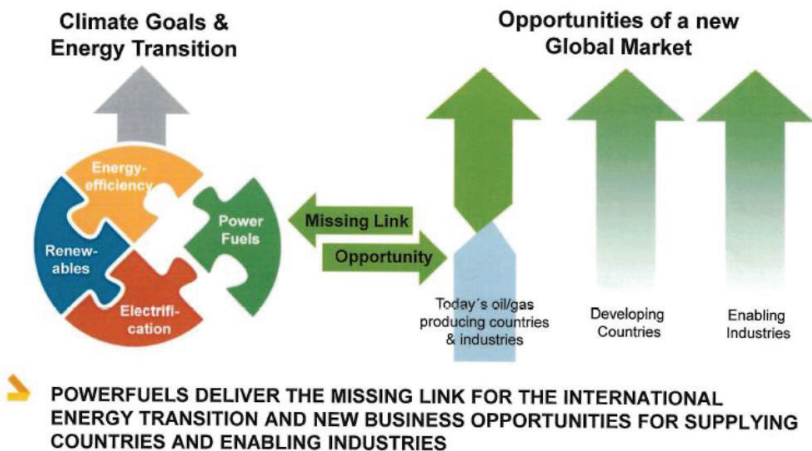 Climate Goals &
Energy Transition
Opportunities of a new
Global Market
Energy-
efficiency
Power
Fuels
Renew-
ables
Electrifi-
cation
Missing Link
Opportunity
Today´s oil/gas
producing countries
& industries
Developing
Countries
Enabling
Industries
POWERFUELS DELIVER THE MISSING LINK FOR THE INTERNATIONAL
ENERGY TRANSITION AND NEW BUSINESS OPPORTUNITIES FOR SUPPLYING
COUNTRIES AND ENABLING INDUSTRIES